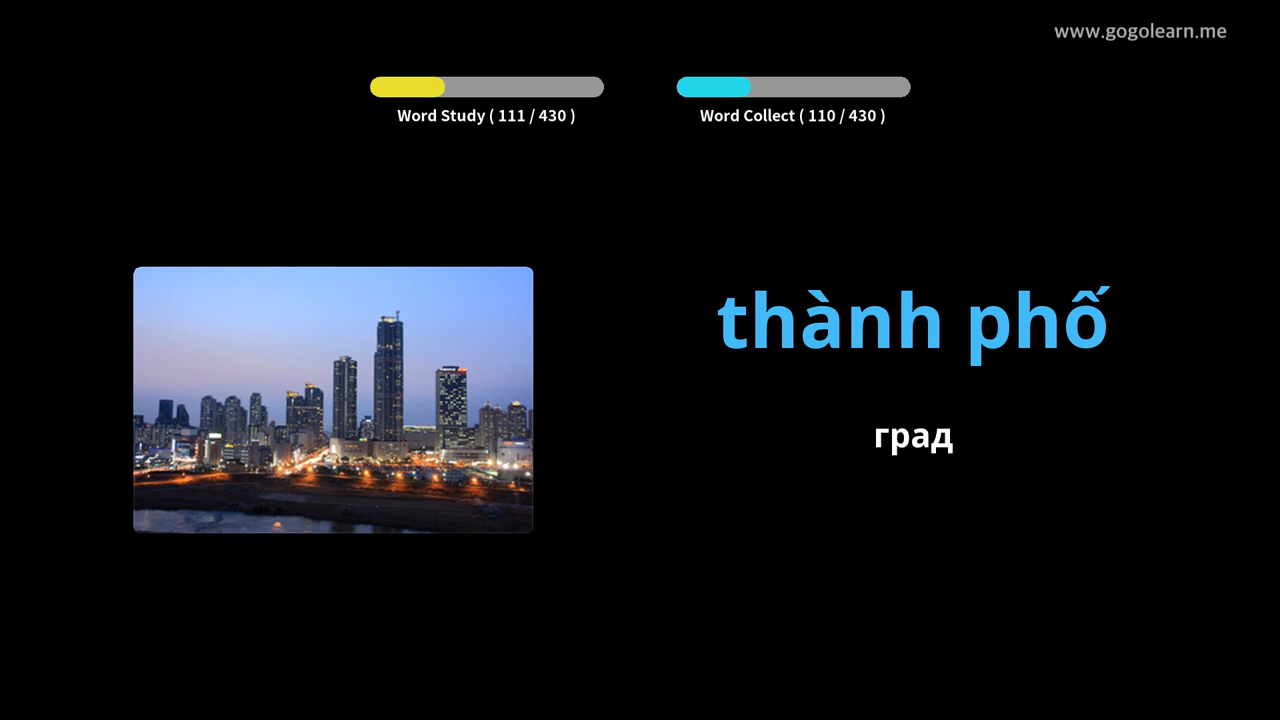 www.gogolearn.me
Word Study ( 111 / 430 )
Word Collect ( 110 / 430 )
thành phố
град